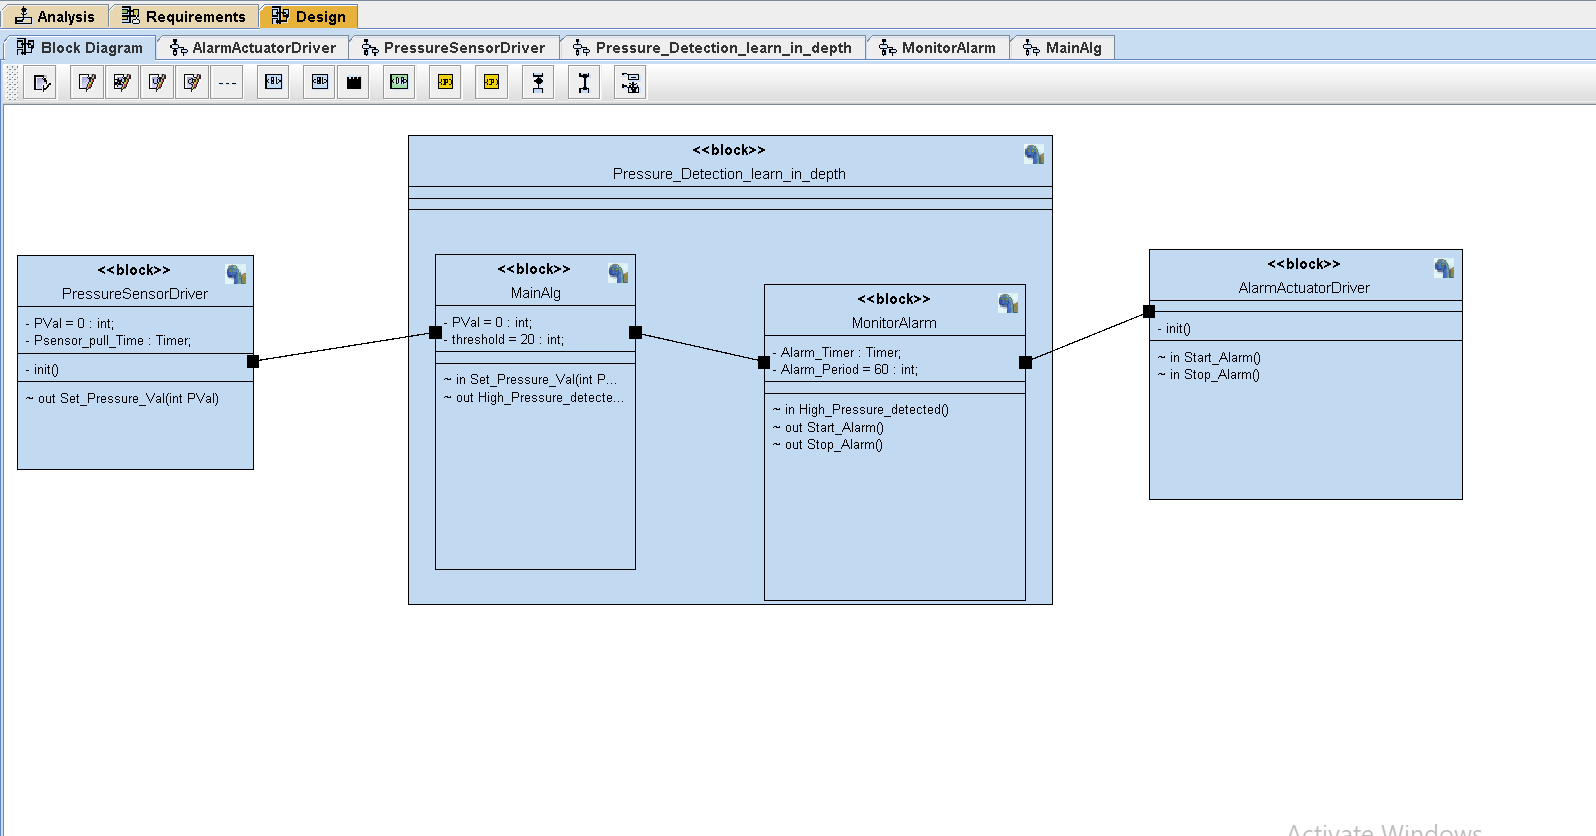 Analysis Requirements Design
Block Diagram AlarmActuatorDriver PressureSensorDriver Pressure_Detection_learn_in_depth MonitorAlarm MainAlg
<<block>>
Pressure_Detection_learn_in_depth
<<block>>
PressureSensorDriver
- PVal = 0 : int;
- Psensor_pull_Time : Timer;
- init()
~ out Set_Pressure_Val(int PVal)
<<block>>
MainAlg
- PVal = 0 : int;
- threshold = 20 : int;
~ in Set_Pressure_Val(int P...
~ out High_Pressure_detecte...
<<block>>
MonitorAlarm
- Alarm_Timer : Timer;
- Alarm_Period = 60 : int;
~ in High_Pressure_detected()
~ out Start_Alarm()
~ out Stop_Alarm()
<<block>>
AlarmActuatorDriver
- init()
~ in Start_Alarm()
~ in Stop_Alarm()
Activate Windows